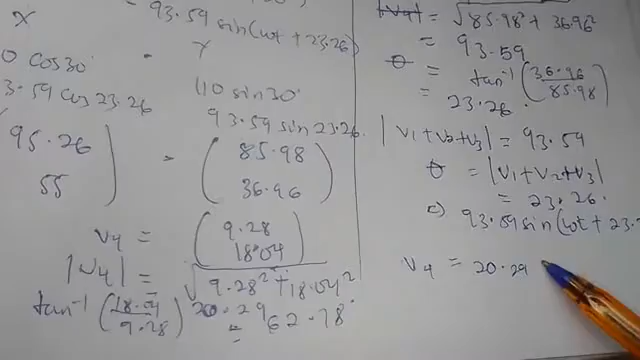 93.59 sin(ωt + 23.26)
x
y
0 cos30
110 sin30
3.59 cos 23.26
93.59 sin 23.26
(95.26
55) - (85.98
36.96)
V4 = (9.28
18.04)
|V4| = √9.28² + 18.04²
20.29
tan⁻¹(18.04/9.28) = 62.78°
|V4| = √85.98² + 36.96²
= 93.59
θ = tan⁻¹(36.96/85.98)
= 23.26
|V1+V2+V3| = 93.59
θ = |V1+V2+V3|
= 23.26
c) 93.59 sin(ωt + 23.
V4 = 20.29